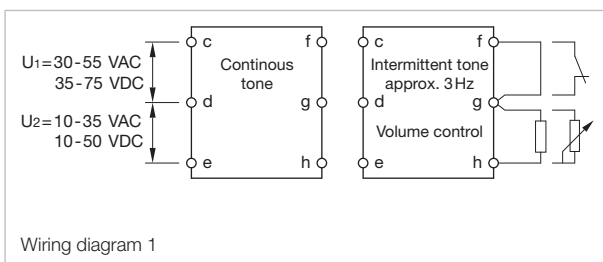 c f c f
U1=30-55 VAC
35-75 VDC
Continous
tone
Intermittent tone
approx. 3Hz
d g d g
U2=10-35 VAC
10-50 VDC
Volume control
e h e h
Wiring diagram 1